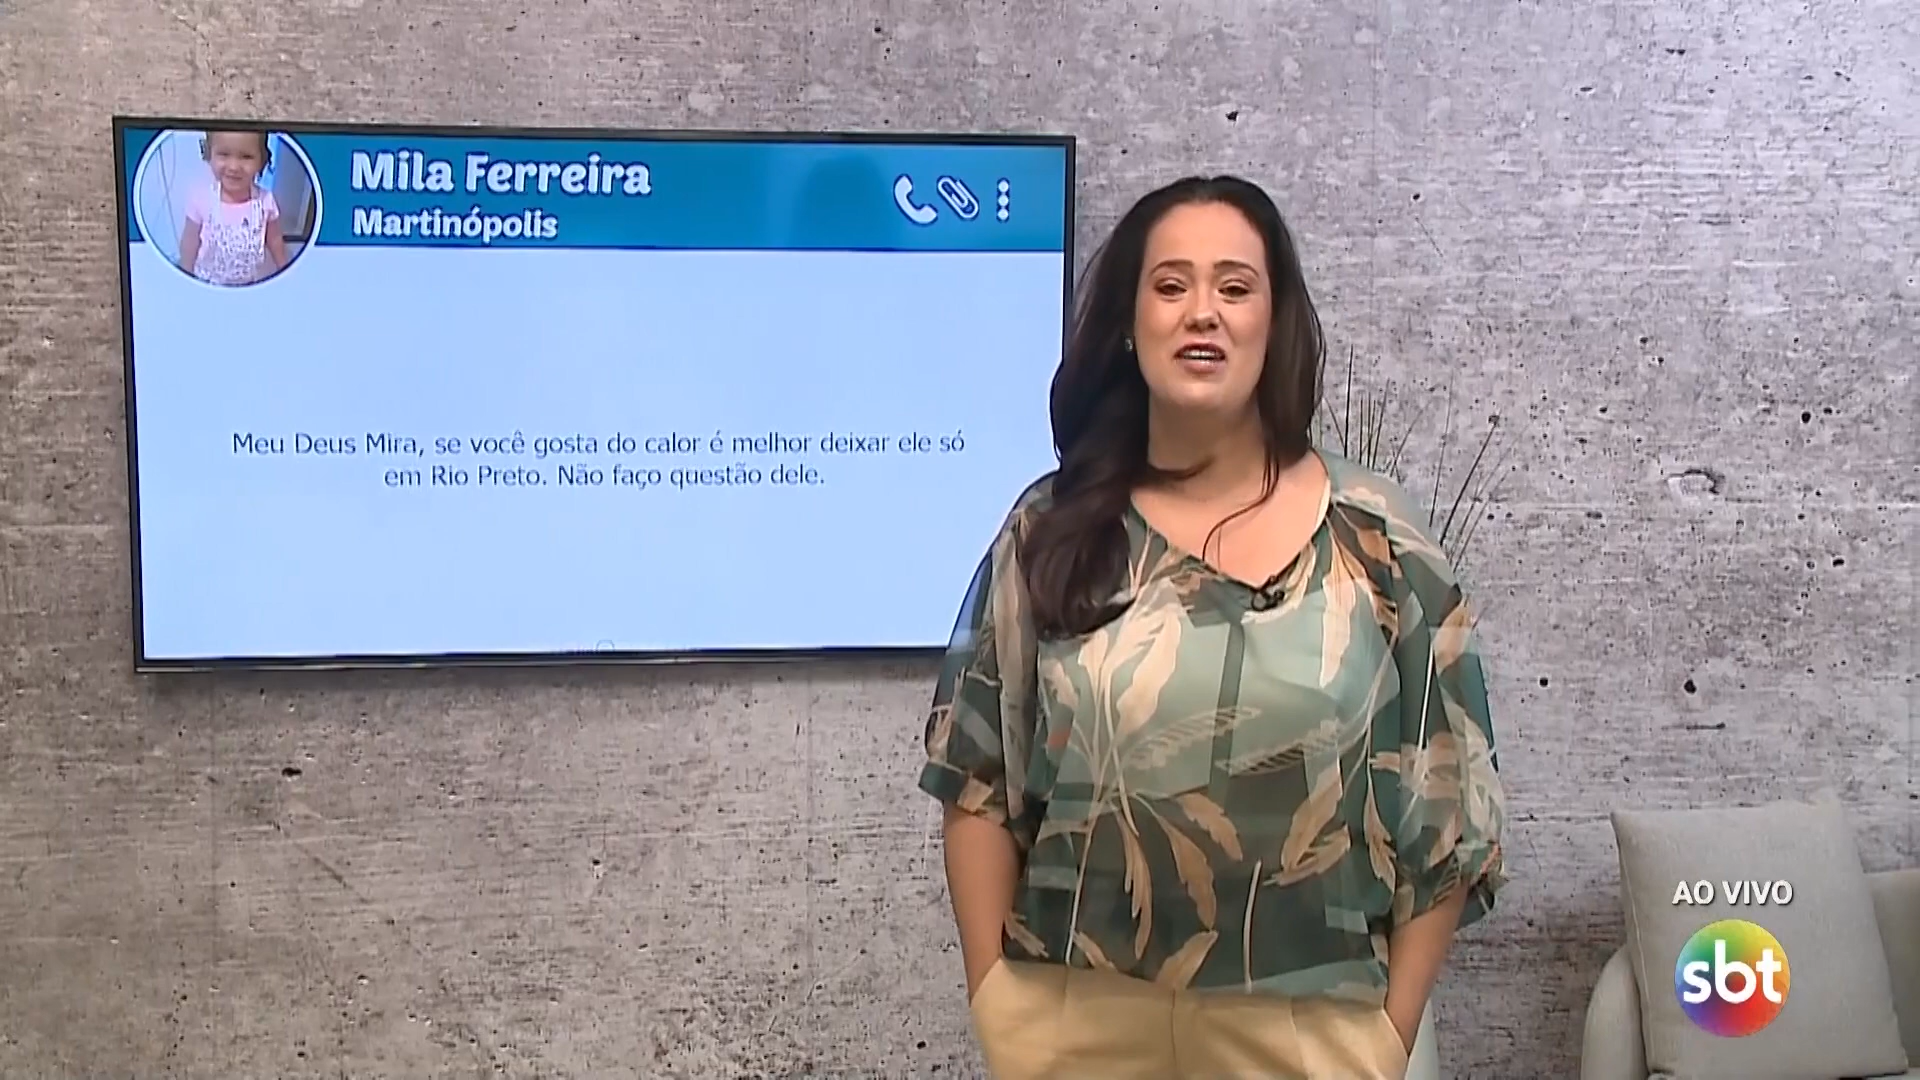 Mila Ferreira
Martinópolis
Meu Deus Mira, se você gosta do calor é melhor deixar ele só
em Rio Preto. Não faço questão dele.
AO VIVO
sbt